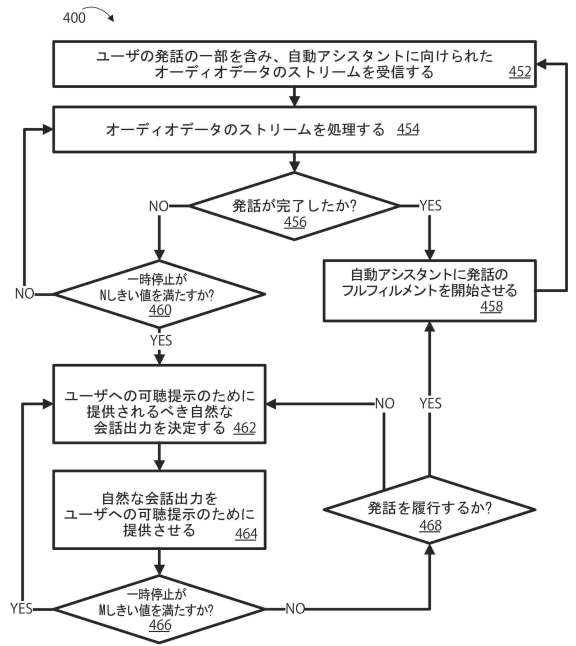 400
ユーザの発話の一部を含み、自動アシスタントに向けられた
オーディオデータのストリームを受信する 452
オーディオデータのストリームを処理する 454
発話が完了したか?
456
NO
YES
一時停止が
Nしきい値を満たすか?
460
NO
YES
自動アシスタントに発話の
フルフィルメントを開始させる
458
ユーザへの可聴提示のために
提供されるべき自然な
会話出力を決定する 462
NO
YES
自然な会話出力を
ユーザへの可聴提示のために
提供させる 464
発話を履行するか?
468
一時停止が
Mしきい値を満たすか?
466
YES
NO